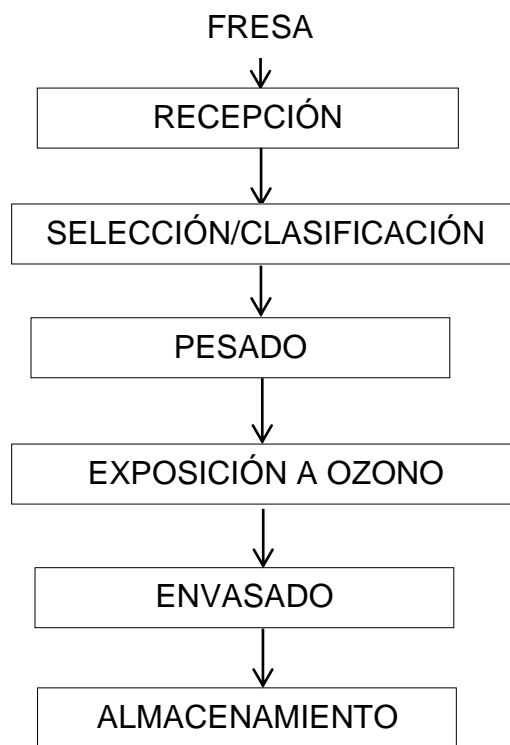 FRESA
RECEPCIÓN
SELECCIÓN/CLASIFICACIÓN
PESADO
EXPOSICIÓN A OZONO
ENVASADO
ALMACENAMIENTO